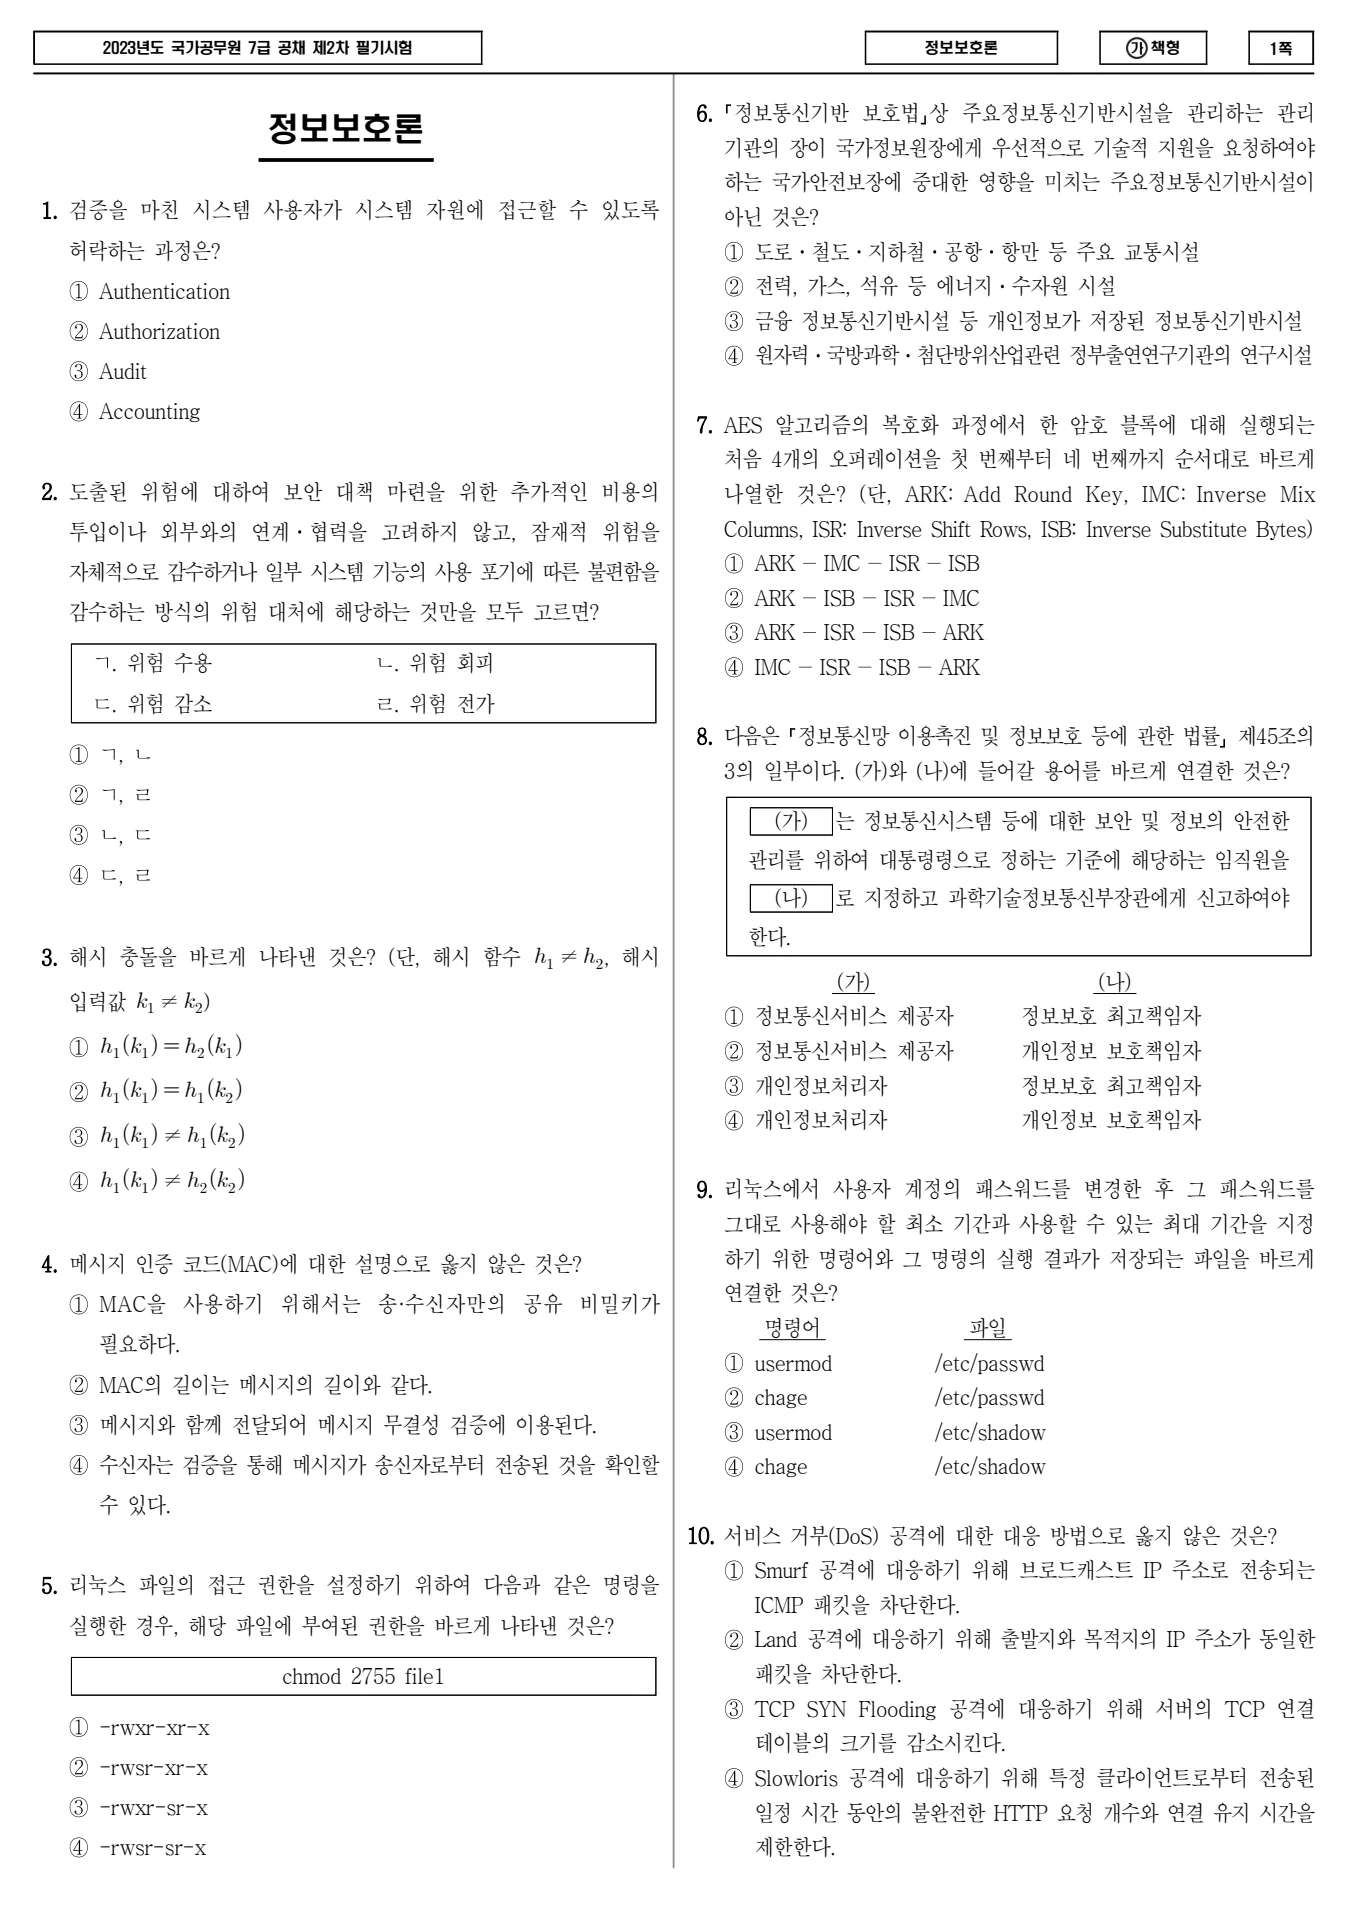 2023년도 국가공무원 7급 공채 제2차 필기시험
정보보호론
㉮ 책형
1쪽
정보보호론
1. 검증을 마친 시스템 사용자가 시스템 자원에 접근할 수 있도록
허락하는 과정은?
① Authentication
② Authorization
③ Audit
④ Accounting
2. 도출된 위험에 대하여 보안 대책 마련을 위한 추가적인 비용의
투입이나 외부와의 연계·협력을 고려하지 않고, 잠재적 위험을
자체적으로 감수하거나 일부 시스템 기능의 사용 포기에 따른 불편함을
감수하는 방식의 위험 대처에 해당하는 것만을 모두 고르면?
ㄱ. 위험 수용 ㄴ. 위험 회피
ㄷ. 위험 감소 ㄹ. 위험 전가
① ㄱ, ㄴ
② ㄱ, ㄹ
③ ㄴ, ㄷ
④ ㄷ, ㄹ
3. 해시 충돌을 바르게 나타낸 것은? (단, 해시 함수 h₁ ≠ h₂, 해시
입력값 k₁ ≠ k₂)
① h₁(k₁) = h₂(k₁)
② h₁(k₁) = h₁(k₂)
③ h₁(k₁) ≠ h₁(k₂)
④ h₁(k₁) ≠ h₂(k₂)
4. 메시지 인증 코드(MAC)에 대한 설명으로 옳지 않은 것은?
① MAC을 사용하기 위해서는 송·수신자만의 공유 비밀키가
필요하다.
② MAC의 길이는 메시지의 길이와 같다.
③ 메시지와 함께 전달되어 메시지 무결성 검증에 이용된다.
④ 수신자는 검증을 통해 메시지가 송신자로부터 전송된 것을 확인할
수 있다.
5. 리눅스 파일의 접근 권한을 설정하기 위하여 다음과 같은 명령을
실행한 경우, 해당 파일에 부여된 권한을 바르게 나타낸 것은?
chmod 2755 file1
① -rwxr-xr-x
② -rwsr-xr-x
③ -rwxr-sr-x
④ -rwsr-sr-x
6. 「정보통신기반 보호법」상 주요정보통신기반시설을 관리하는 관리
기관의 장이 국가정보원장에게 우선적으로 기술적 지원을 요청하여야
하는 국가안전보장에 중대한 영향을 미치는 주요정보통신기반시설이
아닌 것은?
① 도로·철도·지하철·공항·항만 등 주요 교통시설
② 전력, 가스, 석유 등 에너지·수자원 시설
③ 금융 정보통신기반시설 등 개인정보가 저장된 정보통신기반시설
④ 원자력·국방과학·첨단방위산업관련 정부출연연구기관의 연구시설
7. AES 알고리즘의 복호화 과정에서 한 암호 블록에 대해 실행되는
처음 4개의 오퍼레이션을 첫 번째부터 네 번째까지 순서대로 바르게
나열한 것은? (단, ARK: Add Round Key, IMC: Inverse Mix
Columns, ISR: Inverse Shift Rows, ISB: Inverse Substitute Bytes)
① ARK - IMC - ISR - ISB
② ARK - ISB - ISR - IMC
③ ARK - ISR - ISB - ARK
④ IMC - ISR - ISB - ARK
8. 다음은 「정보통신망 이용촉진 및 정보보호 등에 관한 법률」 제45조의
3의 일부이다. (가)와 (나)에 들어갈 용어를 바르게 연결한 것은?
(가) 는 정보통신시스템 등에 대한 보안 및 정보의 안전한
관리를 위하여 대통령령으로 정하는 기준에 해당하는 임직원을
(나) 로 지정하고 과학기술정보통신부장관에게 신고하여야
한다.
(가) (나)
① 정보통신서비스 제공자 정보보호 최고책임자
② 정보통신서비스 제공자 개인정보 보호책임자
③ 개인정보처리자 정보보호 최고책임자
④ 개인정보처리자 개인정보 보호책임자
9. 리눅스에서 사용자 계정의 패스워드를 변경한 후 그 패스워드를
그대로 사용해야 할 최소 기간과 사용할 수 있는 최대 기간을 지정
하기 위한 명령어와 그 명령의 실행 결과가 저장되는 파일을 바르게
연결한 것은?
명령어 파일
① usermod /etc/passwd
② chage /etc/passwd
③ usermod /etc/shadow
④ chage /etc/shadow
10. 서비스 거부(DoS) 공격에 대한 대응 방법으로 옳지 않은 것은?
① Smurf 공격에 대응하기 위해 브로드캐스트 IP 주소로 전송되는
ICMP 패킷을 차단한다.
② Land 공격에 대응하기 위해 출발지와 목적지의 IP 주소가 동일한
패킷을 차단한다.
③ TCP SYN Flooding 공격에 대응하기 위해 서버의 TCP 연결
테이블의 크기를 감소시킨다.
④ Slowloris 공격에 대응하기 위해 특정 클라이언트로부터 전송된
일정 시간 동안의 불완전한 HTTP 요청 개수와 연결 유지 시간을
제한한다.